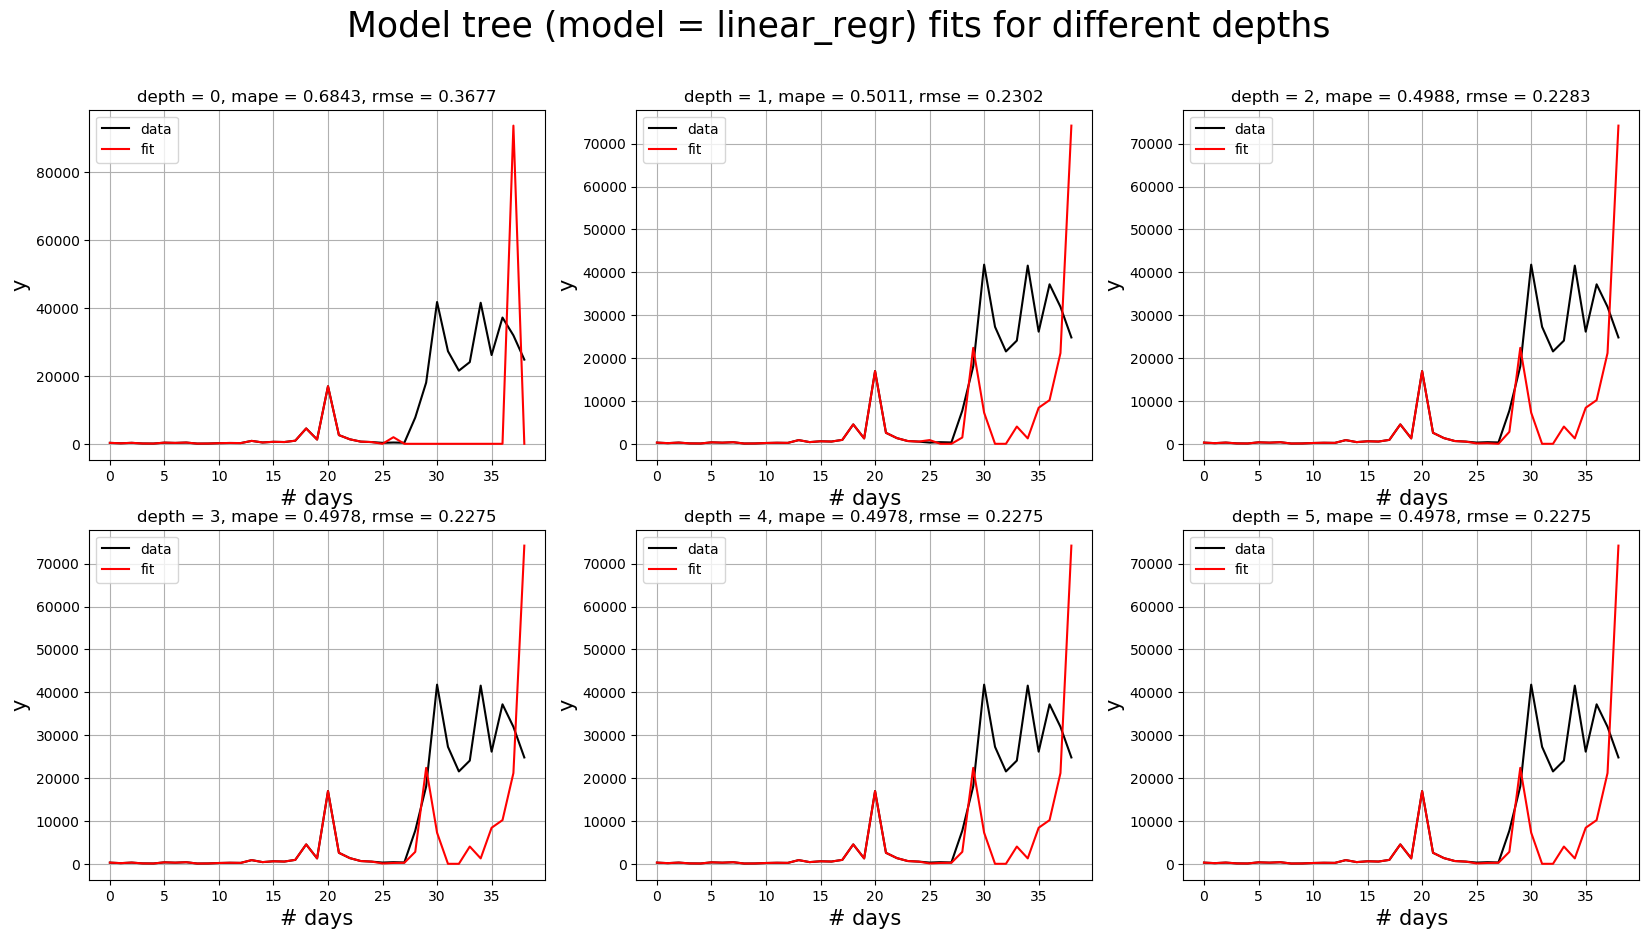 Model tree (model = linear_regr) fits for different depths
depth = 0, mape = 0.6843, rmse = 0.3677
data
fit
y
80000
60000
40000
20000
0
0 5 10 15 20 25 30 35
# days
depth = 1, mape = 0.5011, rmse = 0.2302
data
fit
y
70000
60000
50000
40000
30000
20000
10000
0
0 5 10 15 20 25 30 35
# days
depth = 2, mape = 0.4988, rmse = 0.2283
data
fit
y
70000
60000
50000
40000
30000
20000
10000
0
0 5 10 15 20 25 30 35
# days
depth = 3, mape = 0.4978, rmse = 0.2275
data
fit
y
70000
60000
50000
40000
30000
20000
10000
0
0 5 10 15 20 25 30 35
# days
depth = 4, mape = 0.4978, rmse = 0.2275
data
fit
y
70000
60000
50000
40000
30000
20000
10000
0
0 5 10 15 20 25 30 35
# days
depth = 5, mape = 0.4978, rmse = 0.2275
data
fit
y
70000
60000
50000
40000
30000
20000
10000
0
0 5 10 15 20 25 30 35
# days